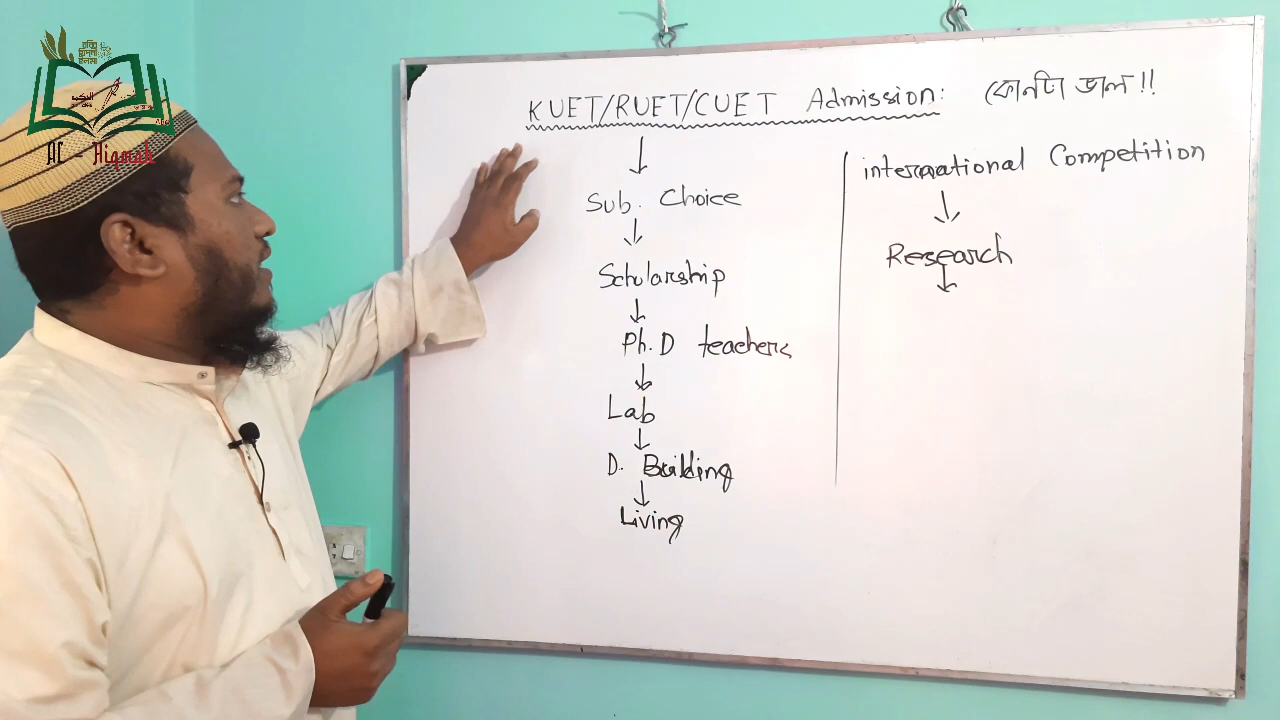 AL - Hiqmah
KUET/RUET/CUET Admission: কোনটা ভাল!!
Sub. Choice
Scholarship
Ph.D teachers
Lab
D. Building
Living
international Competition
Research